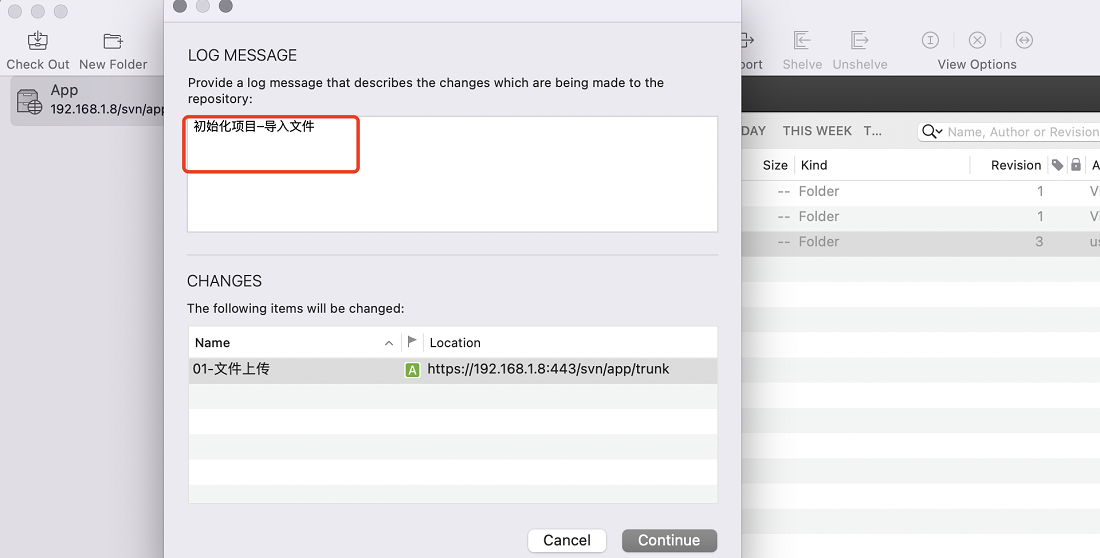 Check Out
New Folder
App
192.168.1.8/svn/app
LOG MESSAGE
Provide a log message that describes the changes which are being made to the
repository:
初始化项目-导入文件
CHANGES
The following items will be changed:
Name
Location
01-文件上传
A
https://192.168.1.8:443/svn/app/trunk
Cancel
Continue
Shelve
Unshelve
View Options
THIS WEEK
T...
Name, Author or Revision
Size
Kind
Revision
A
-- Folder 1
-- Folder 1
-- Folder 3